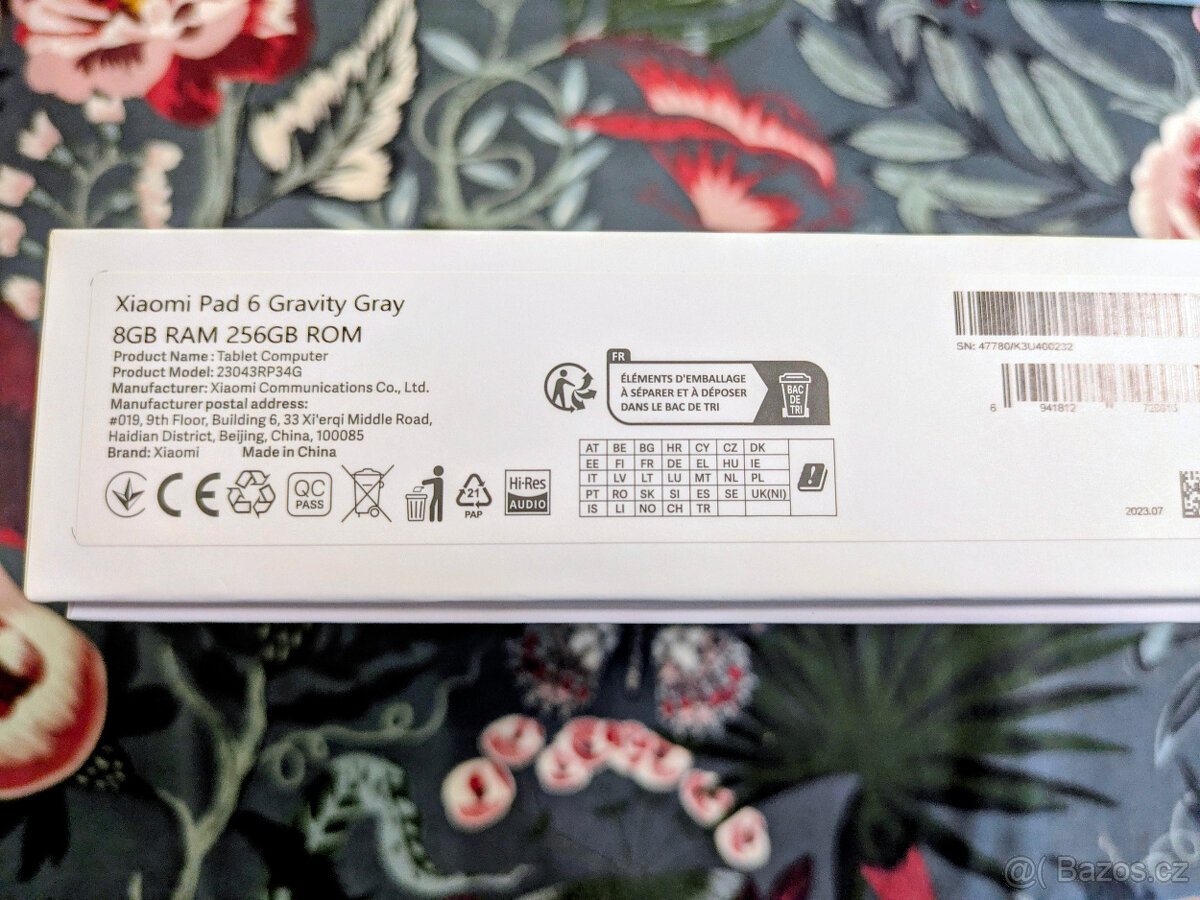 Xiaomi Pad 6 Gravity Gray
8GB RAM 256GB ROM
Product Name : Tablet Computer
Product Model: 23043RP34G
Manufacturer: Xiaomi Communications Co., Ltd.
Manufacturer postal address:
#019, 9th Floor, Building 6, 33 Xi'erqi Middle Road,
Haidian District, Beijing, China, 100085
Brand: Xiaomi Made in China
CE
QC
PASS
21
PAP
Hi-Res
AUDIO
FR
ÉLÉMENTS D'EMBALLAGE
À SÉPARER ET À DÉPOSER
DANS LE BAC DE TRI
BAC
DE
TRI
AT BE BG HR CY CZ DK
EE FI FR DE EL HU IE
IT LV LT LU MT NL PL
PT RO SK SI ES SE UK(NI)
IS LI NO CH TR
SN: 47780/K3U400232
6 941812
2023.07
@( Bazos.cz